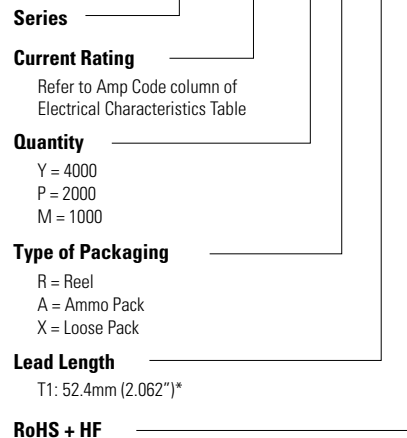 Series
Current Rating
Refer to Amp Code column of
Electrical Characteristics Table
Quantity
Y = 4000
P = 2000
M = 1000
Type of Packaging
R = Reel
A = Ammo Pack
X = Loose Pack
Lead Length
T1: 52.4mm (2.062”)*
RoHS + HF